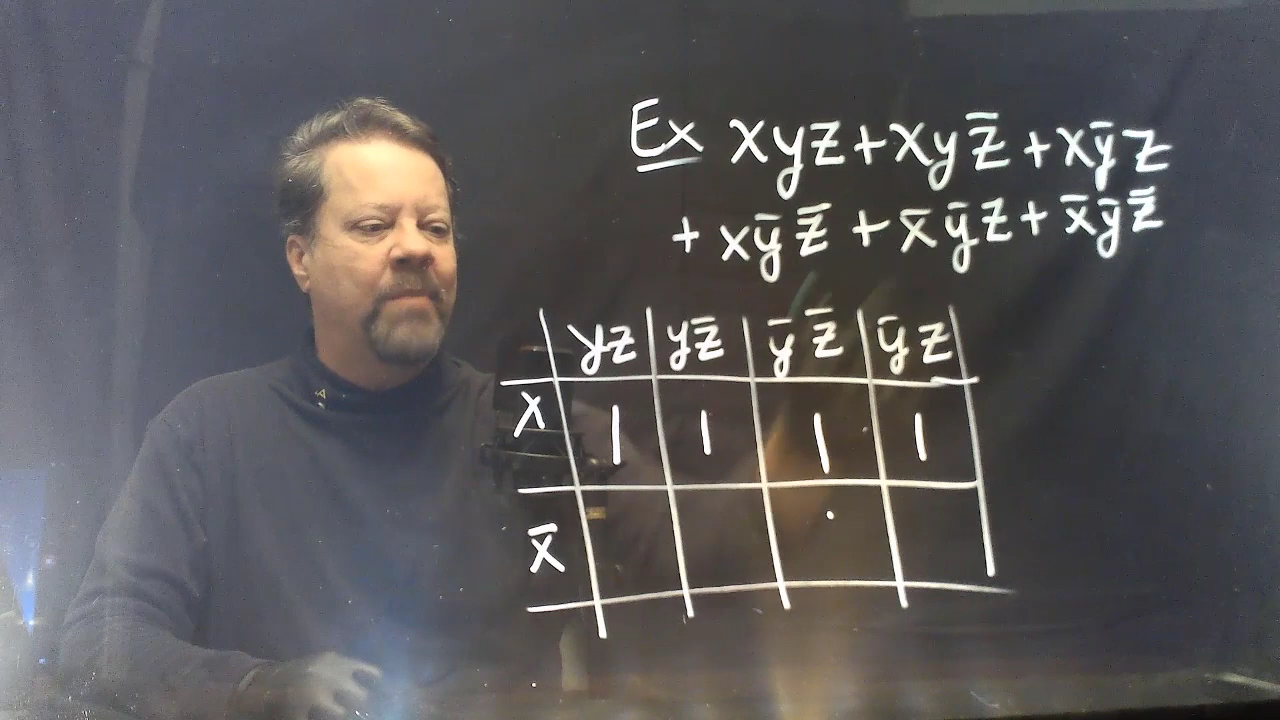 Ex xyz + xyz̄ + xȳz
+ xȳz̄ + x̄ȳz + x̄ȳz̄
yz yz̄ ȳz̄ ȳz
x 1 1 1 1
x̄